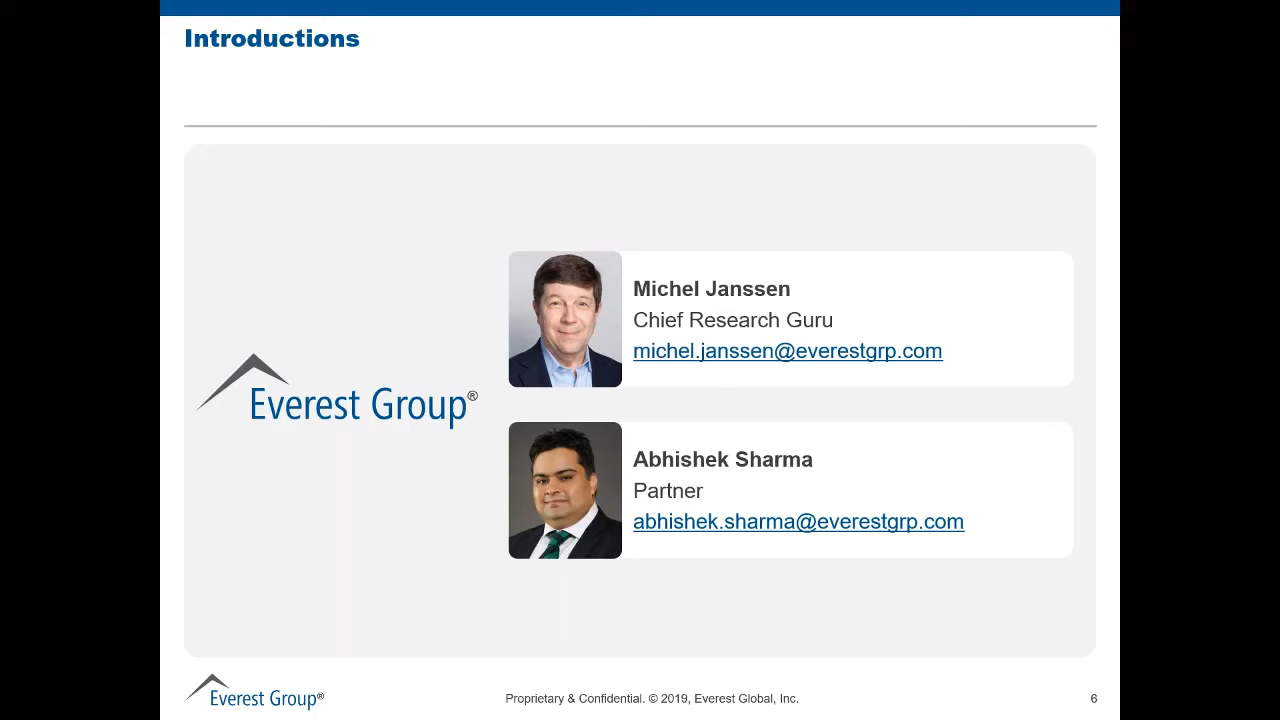 Introductions
Everest Group®
Michel Janssen
Chief Research Guru
michel.janssen@everestgrp.com
Abhishek Sharma
Partner
abhishek.sharma@everestgrp.com
Everest Group®
Proprietary & Confidential. © 2019, Everest Global, Inc.
6